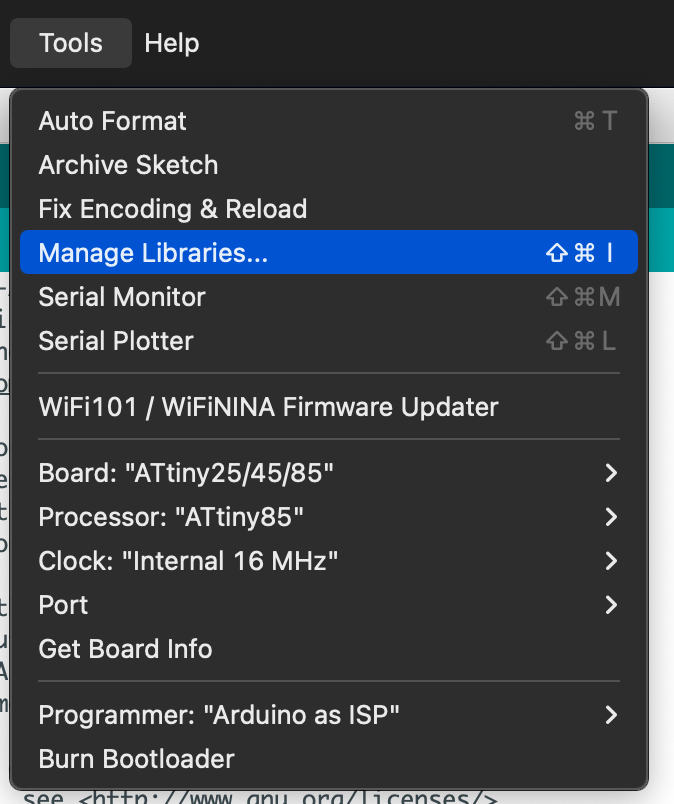 Tools Help
Auto Format ⌘ T
Archive Sketch
Fix Encoding & Reload
Manage Libraries... ⇧ ⌘ I
Serial Monitor ⇧ ⌘ M
Serial Plotter ⇧ ⌘ L
WiFi101 / WiFiNINA Firmware Updater
Board: "ATtiny25/45/85"
Processor: "ATtiny85"
Clock: "Internal 16 MHz"
Port
Get Board Info
Programmer: "Arduino as ISP"
Burn Bootloader
see <http://www.gnu.org/licenses/>